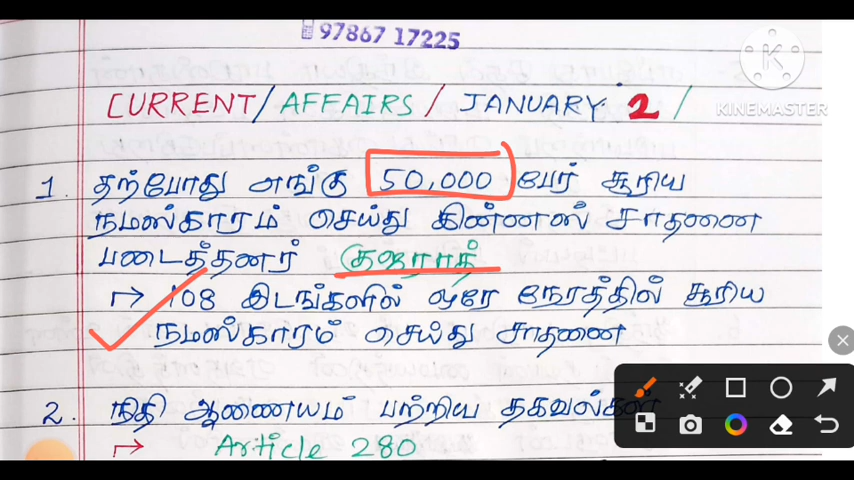 97867 17225
KINEMASTER
CURRENT/AFFAIRS/ JANUARY. 2 /
1. தற்போது அங்கு 50,000 பேர் சூரிய
நமஸ்காரம் செய்து கின்னஸ் சாதனை
படைத்தனர் குஜராத்
↱ 108 இடங்களில் ஒரே நேரத்தில் சூரிய
நமஸ்காரம் செய்து சாதனை
2. நிதி ஆணையம் பற்றிய தகவல்கள்
↱ Article 280